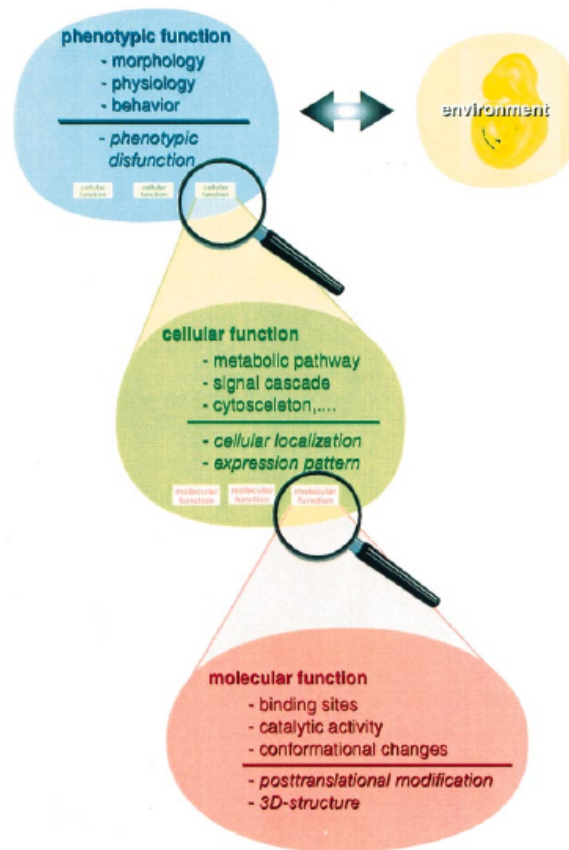 phenotypic function
- morphology
- physiology
- behavior
- phenotypic
disfunction
cellular
function
cellular
function
cellular
function
environment
cellular function
- metabolic pathway
- signal cascade
- cytosceleton,....
- cellular localization
- expression pattern
molecular
function
molecular
function
molecular
function
molecular function
- binding sites
- catalytic activity
- conformational changes
- posttranslational modification
- 3D-structure